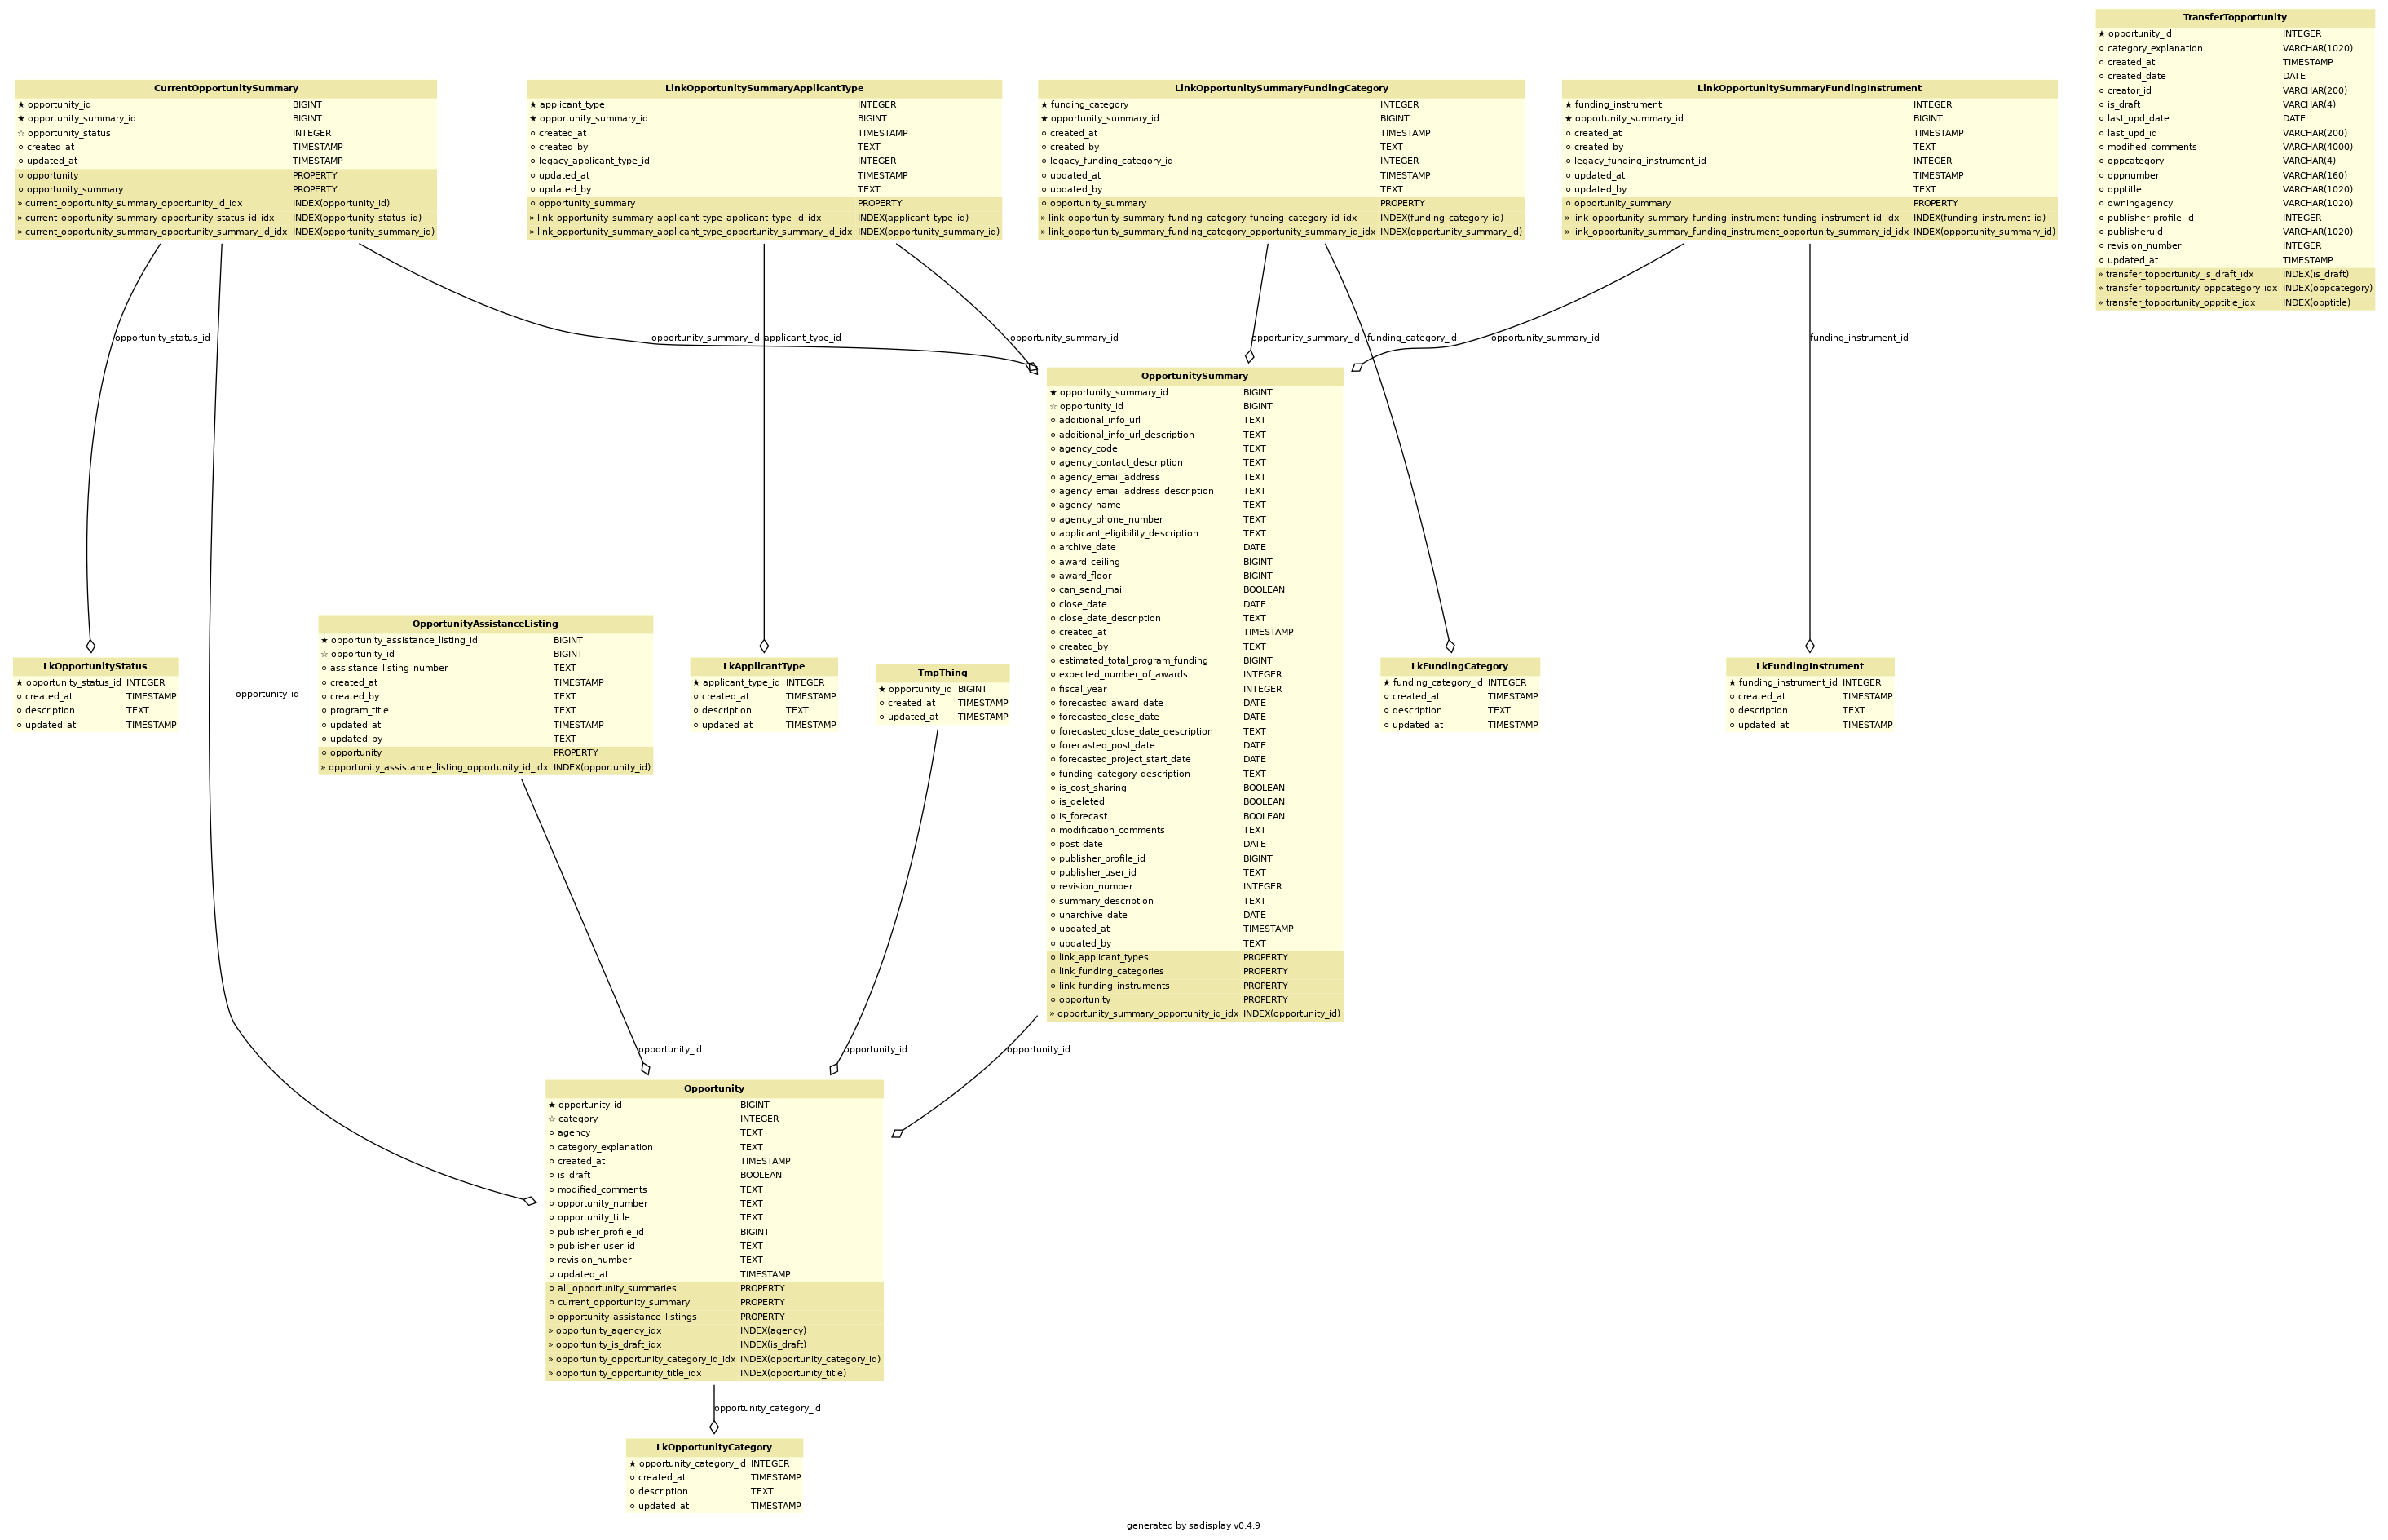 TransferTopportunity
★ opportunity_id INTEGER
⚪ category_explanation VARCHAR(1020)
⚪ created_at TIMESTAMP
⚪ created_date DATE
⚪ creator_id VARCHAR(200)
⚪ is_draft VARCHAR(4)
⚪ last_upd_date DATE
⚪ last_upd_id VARCHAR(200)
⚪ modified_comments VARCHAR(4000)
⚪ oppcategory VARCHAR(4)
⚪ oppnumber VARCHAR(160)
⚪ opptitle VARCHAR(1020)
⚪ owningagency VARCHAR(1020)
⚪ publisher_profile_id INTEGER
⚪ publisheruid VARCHAR(1020)
⚪ revision_number INTEGER
⚪ updated_at TIMESTAMP
» transfer_topportunity_is_draft_idx INDEX(is_draft)
» transfer_topportunity_oppcategory_idx INDEX(oppcategory)
» transfer_topportunity_opptitle_idx INDEX(opptitle)
CurrentOpportunitySummary
★ opportunity_id BIGINT
★ opportunity_summary_id BIGINT
☆ opportunity_status INTEGER
⚪ created_at TIMESTAMP
⚪ updated_at TIMESTAMP
⚪ opportunity PROPERTY
⚪ opportunity_summary PROPERTY
» current_opportunity_summary_opportunity_id_idx INDEX(opportunity_id)
» current_opportunity_summary_opportunity_status_id_idx INDEX(opportunity_status_id)
» current_opportunity_summary_opportunity_summary_id_idx INDEX(opportunity_summary_id)
LinkOpportunitySummaryApplicantType
★ applicant_type INTEGER
★ opportunity_summary_id BIGINT
⚪ created_at TIMESTAMP
⚪ created_by TEXT
⚪ legacy_applicant_type_id INTEGER
⚪ updated_at TIMESTAMP
⚪ updated_by TEXT
⚪ opportunity_summary PROPERTY
» link_opportunity_summary_applicant_type_applicant_type_id_idx INDEX(applicant_type_id)
» link_opportunity_summary_applicant_type_opportunity_summary_id_idx INDEX(opportunity_summary_id)
LinkOpportunitySummaryFundingCategory
★ funding_category INTEGER
★ opportunity_summary_id BIGINT
⚪ created_at TIMESTAMP
⚪ created_by TEXT
⚪ legacy_funding_category_id INTEGER
⚪ updated_at TIMESTAMP
⚪ updated_by TEXT
⚪ opportunity_summary PROPERTY
» link_opportunity_summary_funding_category_funding_category_id_idx INDEX(funding_category_id)
» link_opportunity_summary_funding_category_opportunity_summary_id_idx INDEX(opportunity_summary_id)
LinkOpportunitySummaryFundingInstrument
★ funding_instrument INTEGER
★ opportunity_summary_id BIGINT
⚪ created_at TIMESTAMP
⚪ created_by TEXT
⚪ legacy_funding_instrument_id INTEGER
⚪ updated_at TIMESTAMP
⚪ updated_by TEXT
⚪ opportunity_summary PROPERTY
» link_opportunity_summary_funding_instrument_funding_instrument_id_idx INDEX(funding_instrument_id)
» link_opportunity_summary_funding_instrument_opportunity_summary_id_idx INDEX(opportunity_summary_id)
opportunity_status_id
opportunity_summary_id
applicant_type_id
opportunity_summary_id
opportunity_summary_id
funding_category_id
opportunity_summary_id
funding_instrument_id
OpportunitySummary
★ opportunity_summary_id BIGINT
☆ opportunity_id BIGINT
⚪ additional_info_url TEXT
⚪ additional_info_url_description TEXT
⚪ agency_code TEXT
⚪ agency_contact_description TEXT
⚪ agency_email_address TEXT
⚪ agency_email_address_description TEXT
⚪ agency_name TEXT
⚪ agency_phone_number TEXT
⚪ applicant_eligibility_description TEXT
⚪ archive_date DATE
⚪ award_ceiling BIGINT
⚪ award_floor BIGINT
⚪ can_send_mail BOOLEAN
⚪ close_date DATE
⚪ close_date_description TEXT
⚪ created_at TIMESTAMP
⚪ created_by TEXT
⚪ estimated_total_program_funding BIGINT
⚪ expected_number_of_awards INTEGER
⚪ fiscal_year INTEGER
⚪ forecasted_award_date DATE
⚪ forecasted_close_date DATE
⚪ forecasted_close_date_description TEXT
⚪ forecasted_post_date DATE
⚪ forecasted_project_start_date DATE
⚪ funding_category_description TEXT
⚪ is_cost_sharing BOOLEAN
⚪ is_deleted BOOLEAN
⚪ is_forecast BOOLEAN
⚪ modification_comments TEXT
⚪ post_date DATE
⚪ publisher_profile_id BIGINT
⚪ publisher_user_id TEXT
⚪ revision_number INTEGER
⚪ summary_description TEXT
⚪ unarchive_date DATE
⚪ updated_at TIMESTAMP
⚪ updated_by TEXT
⚪ link_applicant_types PROPERTY
⚪ link_funding_categories PROPERTY
⚪ link_funding_instruments PROPERTY
⚪ opportunity PROPERTY
» opportunity_summary_opportunity_id_idx INDEX(opportunity_id)
LkOpportunityStatus
★ opportunity_status_id INTEGER
⚪ created_at TIMESTAMP
⚪ description TEXT
⚪ updated_at TIMESTAMP
opportunity_id
OpportunityAssistanceListing
★ opportunity_assistance_listing_id BIGINT
☆ opportunity_id BIGINT
⚪ assistance_listing_number TEXT
⚪ created_at TIMESTAMP
⚪ created_by TEXT
⚪ program_title TEXT
⚪ updated_at TIMESTAMP
⚪ updated_by TEXT
⚪ opportunity PROPERTY
» opportunity_assistance_listing_opportunity_id_idx INDEX(opportunity_id)
LkApplicantType
★ applicant_type_id INTEGER
⚪ created_at TIMESTAMP
⚪ description TEXT
⚪ updated_at TIMESTAMP
TmpThing
★ opportunity_id BIGINT
⚪ created_at TIMESTAMP
⚪ updated_at TIMESTAMP
LkFundingCategory
★ funding_category_id INTEGER
⚪ created_at TIMESTAMP
⚪ description TEXT
⚪ updated_at TIMESTAMP
LkFundingInstrument
★ funding_instrument_id INTEGER
⚪ created_at TIMESTAMP
⚪ description TEXT
⚪ updated_at TIMESTAMP
opportunity_id
opportunity_id
opportunity_id
Opportunity
★ opportunity_id BIGINT
☆ category INTEGER
⚪ agency TEXT
⚪ category_explanation TEXT
⚪ created_at TIMESTAMP
⚪ is_draft BOOLEAN
⚪ modified_comments TEXT
⚪ opportunity_number TEXT
⚪ opportunity_title TEXT
⚪ publisher_profile_id BIGINT
⚪ publisher_user_id TEXT
⚪ revision_number TEXT
⚪ updated_at TIMESTAMP
⚪ all_opportunity_summaries PROPERTY
⚪ current_opportunity_summary PROPERTY
⚪ opportunity_assistance_listings PROPERTY
» opportunity_agency_idx INDEX(agency)
» opportunity_is_draft_idx INDEX(is_draft)
» opportunity_opportunity_category_id_idx INDEX(opportunity_category_id)
» opportunity_opportunity_title_idx INDEX(opportunity_title)
opportunity_category_id
LkOpportunityCategory
★ opportunity_category_id INTEGER
⚪ created_at TIMESTAMP
⚪ description TEXT
⚪ updated_at TIMESTAMP
generated by sadisplay v0.4.9